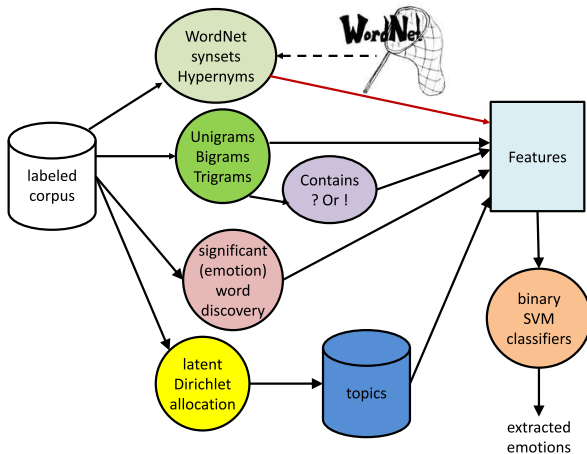 WordNet
synsets
Hypernyms
WordNet
labeled
corpus
Unigrams
Bigrams
Trigrams
Contains
? Or !
Features
significant
(emotion)
word
discovery
binary
SVM
classifiers
latent
Dirichlet
allocation
topics
extracted
emotions